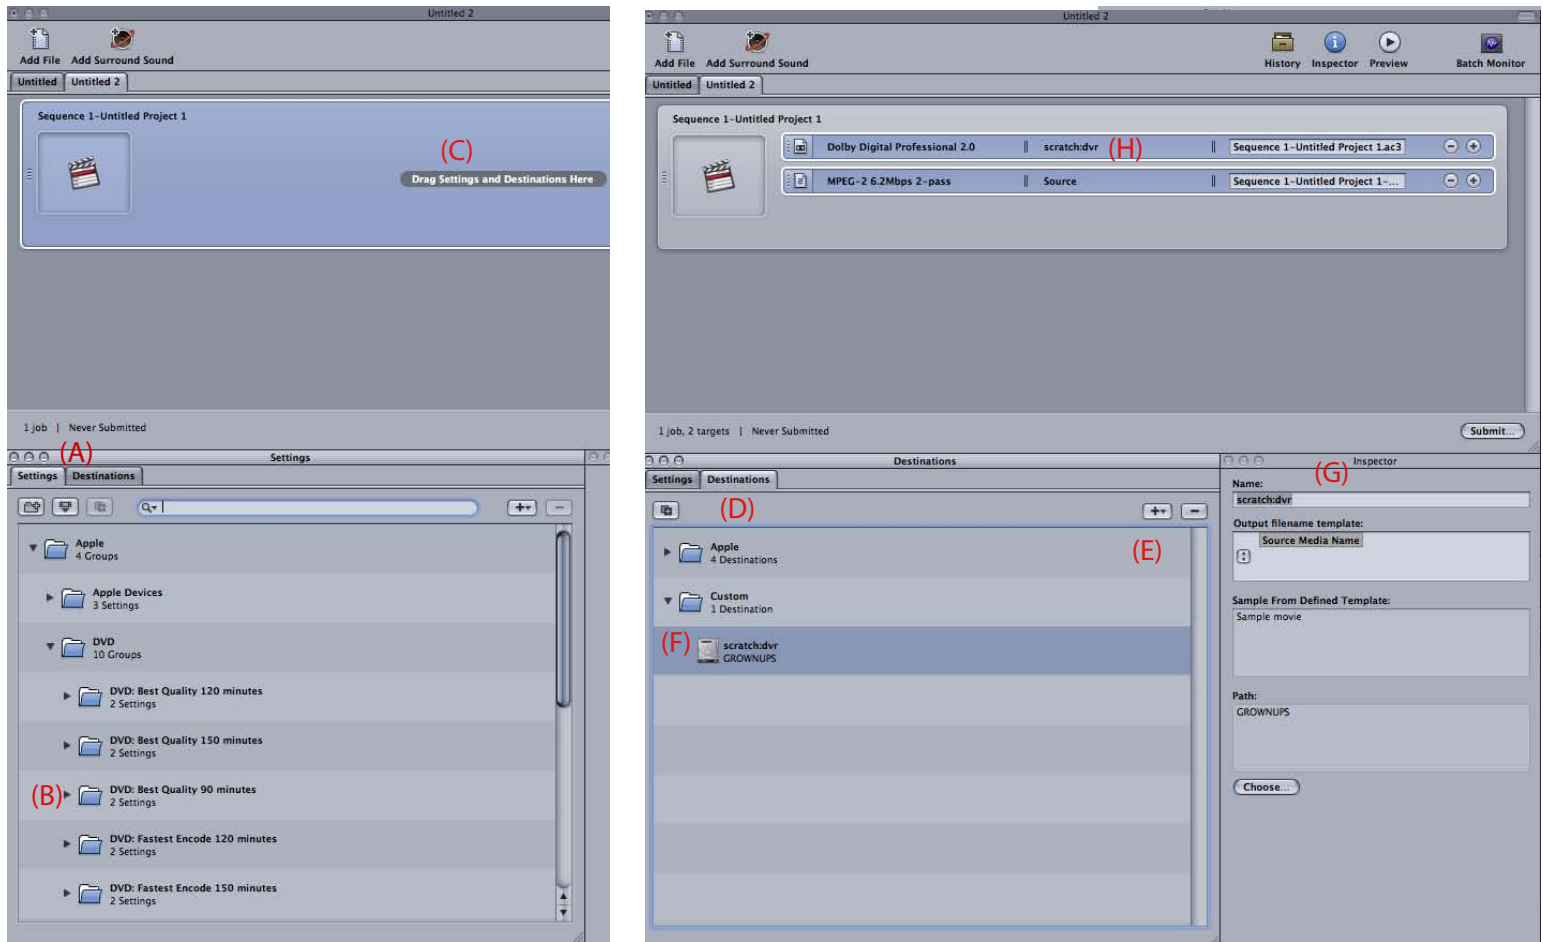 Untitled 2
Add File Add Surround Sound
Untitled Untitled 2
Sequence 1-Untitled Project 1
(C)
Drag Settings and Destinations Here
1 job | Never Submitted
(A)
Settings
Settings Destinations
Apple
4 Groups
Apple Devices
3 Settings
DVD
10 Groups
DVD: Best Quality 120 minutes
2 Settings
DVD: Best Quality 150 minutes
2 Settings
(B)
DVD: Best Quality 90 minutes
2 Settings
DVD: Fastest Encode 120 minutes
2 Settings
DVD: Fastest Encode 150 minutes
2 Settings
Untitled 2
Add File Add Surround Sound History Inspector Preview Batch Monitor
Untitled Untitled 2
Sequence 1-Untitled Project 1
Dolby Digital Professional 2.0 scratch:dvr (H) Sequence 1-Untitled Project 1.ac3
MPEG-2 6.2Mbps 2-pass Source Sequence 1-Untitled Project 1-...
1 job, 2 targets | Never Submitted Submit...
Destinations
Settings Destinations
(D)
(E)
Apple
4 Destinations
Custom
1 Destination
(F)
scratch:dvr
GROWNUPS
Inspector
(G)
Name:
scratch:dvr
Output filename template:
Source Media Name
Sample From Defined Template:
Sample movie
Path:
GROWNUPS
Choose...